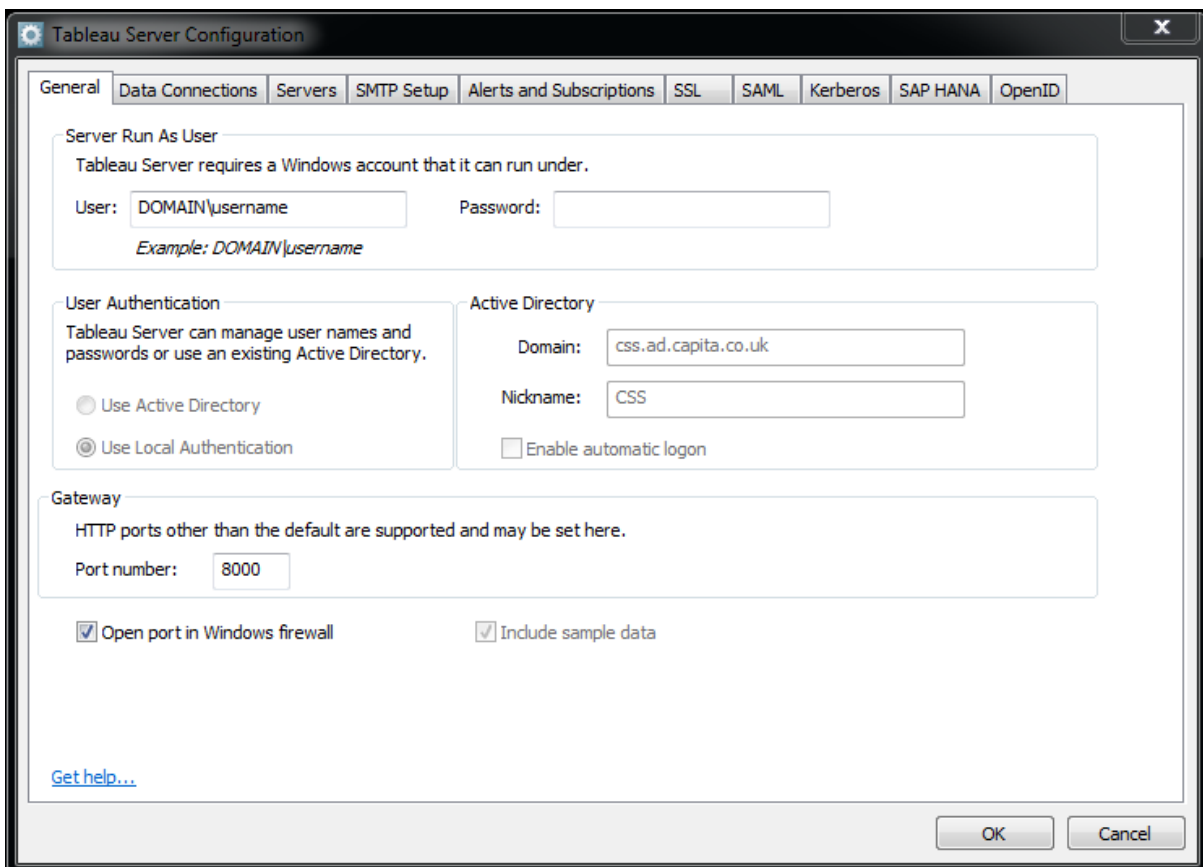 Tableau Server Configuration
General Data Connections Servers SMTP Setup Alerts and Subscriptions SSL SAML Kerberos SAP HANA OpenID
Server Run As User
Tableau Server requires a Windows account that it can run under.
User: DOMAIN\username Password:
Example: DOMAIN\username
User Authentication
Tableau Server can manage user names and
passwords or use an existing Active Directory.
Use Active Directory
Use Local Authentication
Active Directory
Domain: css.ad.capita.co.uk
Nickname: CSS
Enable automatic logon
Gateway
HTTP ports other than the default are supported and may be set here.
Port number: 8000
Open port in Windows firewall Include sample data
Get help...
OK Cancel